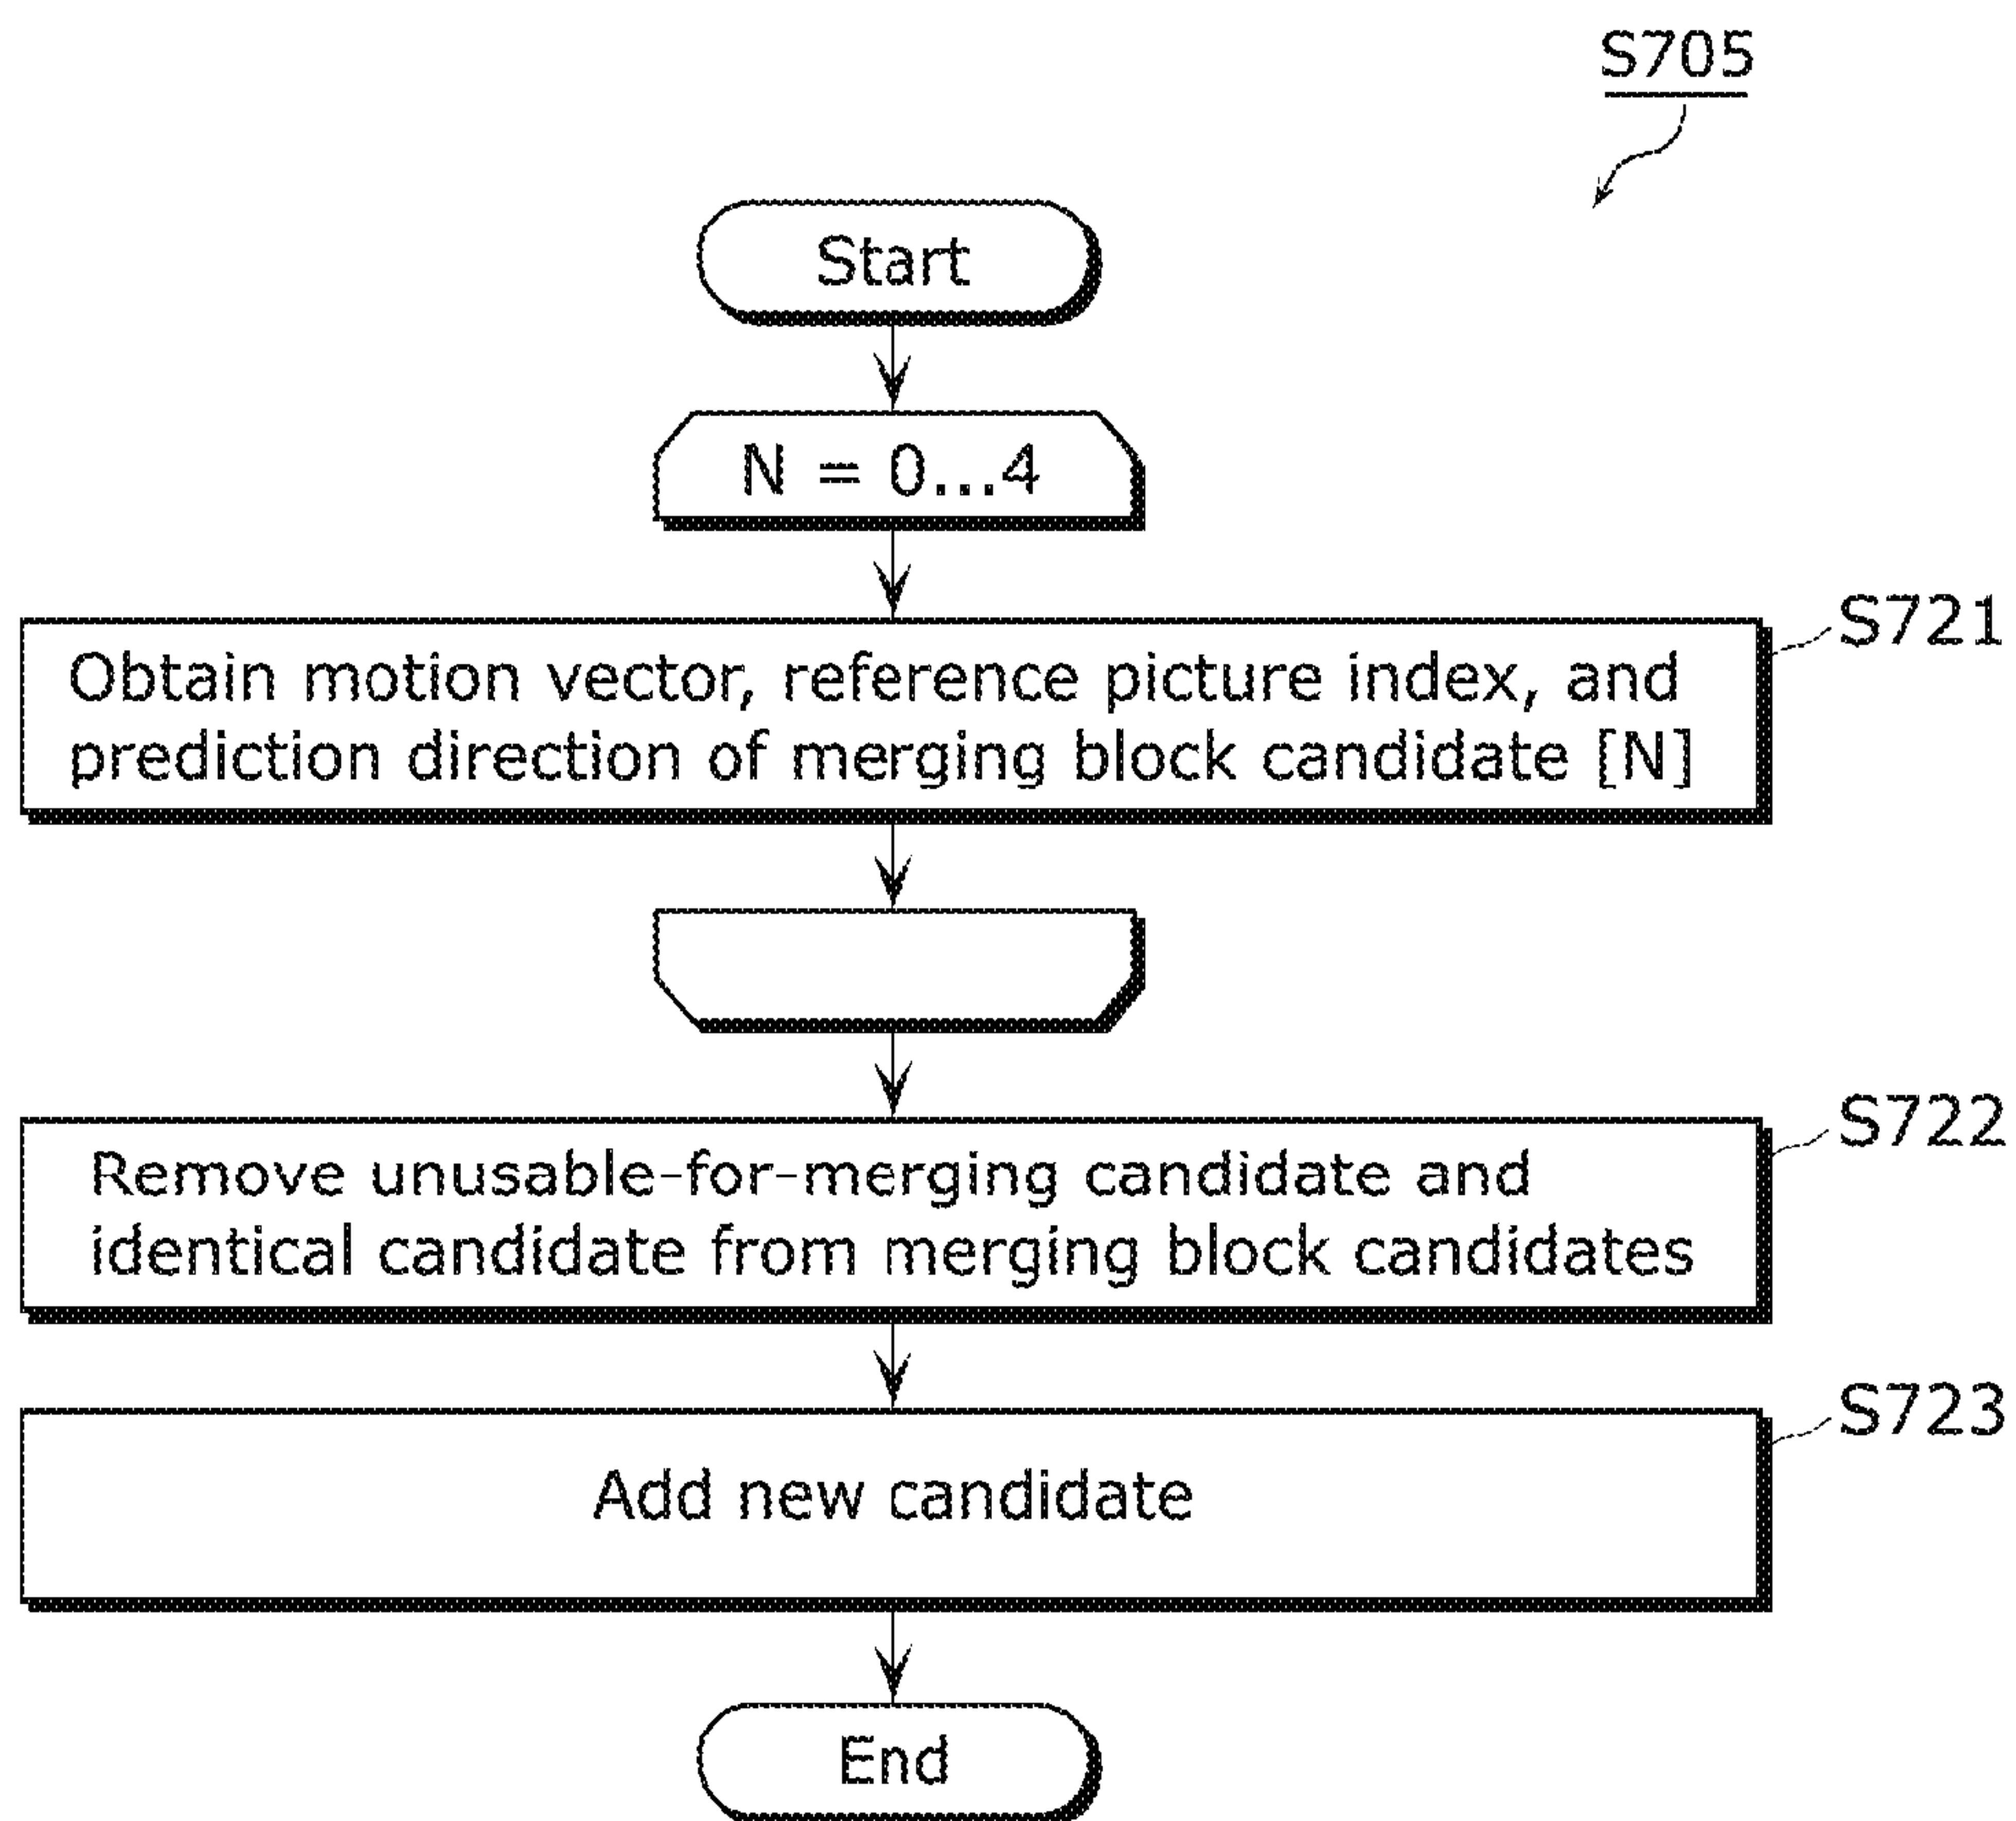 S705
Start
N = 0...4
S721
Obtain motion vector, reference picture index, and
prediction direction of merging block candidate [N]
S722
Remove unusable-for-merging candidate and
identical candidate from merging block candidates
S723
Add new candidate
End